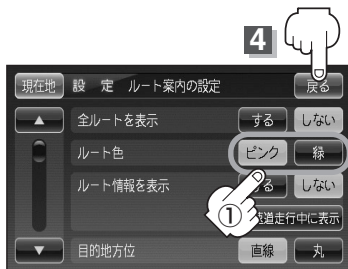 4
現在地 設 定 ルート案内の設定 戻る
全ルートを表示 する しない
ルート色 ピンク 緑
ルート情報を表示 する しない
① 道走行中に表示
目的地方位 直線 丸